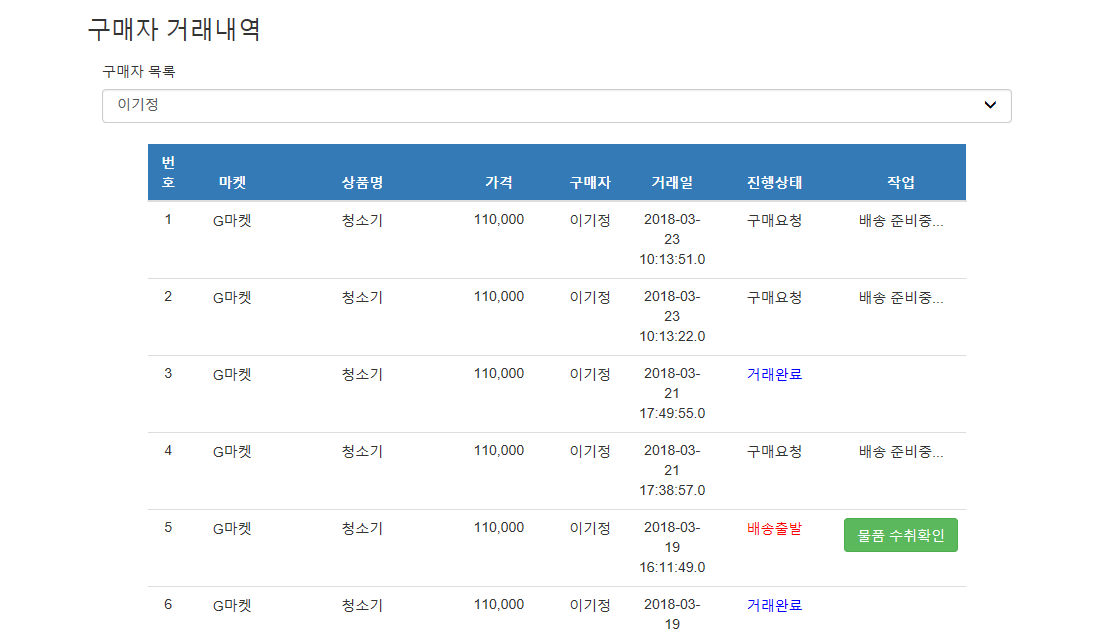 구매자 거래내역
구매자 목록
이기정
번호 마켓 상품명 가격 구매자 거래일 진행상태 작업
1 G마켓 청소기 110,000 이기정 2018-03-23 10:13:51.0 구매요청 배송 준비중...
2 G마켓 청소기 110,000 이기정 2018-03-23 10:13:22.0 구매요청 배송 준비중...
3 G마켓 청소기 110,000 이기정 2018-03-21 17:49:55.0 거래완료
4 G마켓 청소기 110,000 이기정 2018-03-21 17:38:57.0 구매요청 배송 준비중...
5 G마켓 청소기 110,000 이기정 2018-03-19 16:11:49.0 배송출발 물품 수취확인
6 G마켓 청소기 110,000 이기정 2018-03-19 거래완료